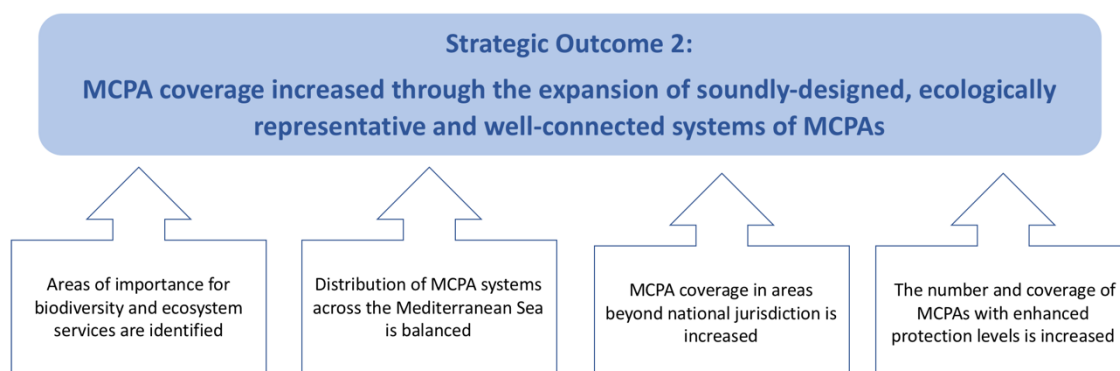 Strategic Outcome 2:
MCPA coverage increased through the expansion of soundly-designed, ecologically
representative and well-connected systems of MCPAs
Areas of importance for
biodiversity and ecosystem
services are identified
Distribution of MCPA systems
across the Mediterranean Sea
is balanced
MCPA coverage in areas
beyond national jurisdiction is
increased
The number and coverage of
MCPAs with enhanced
protection levels is increased